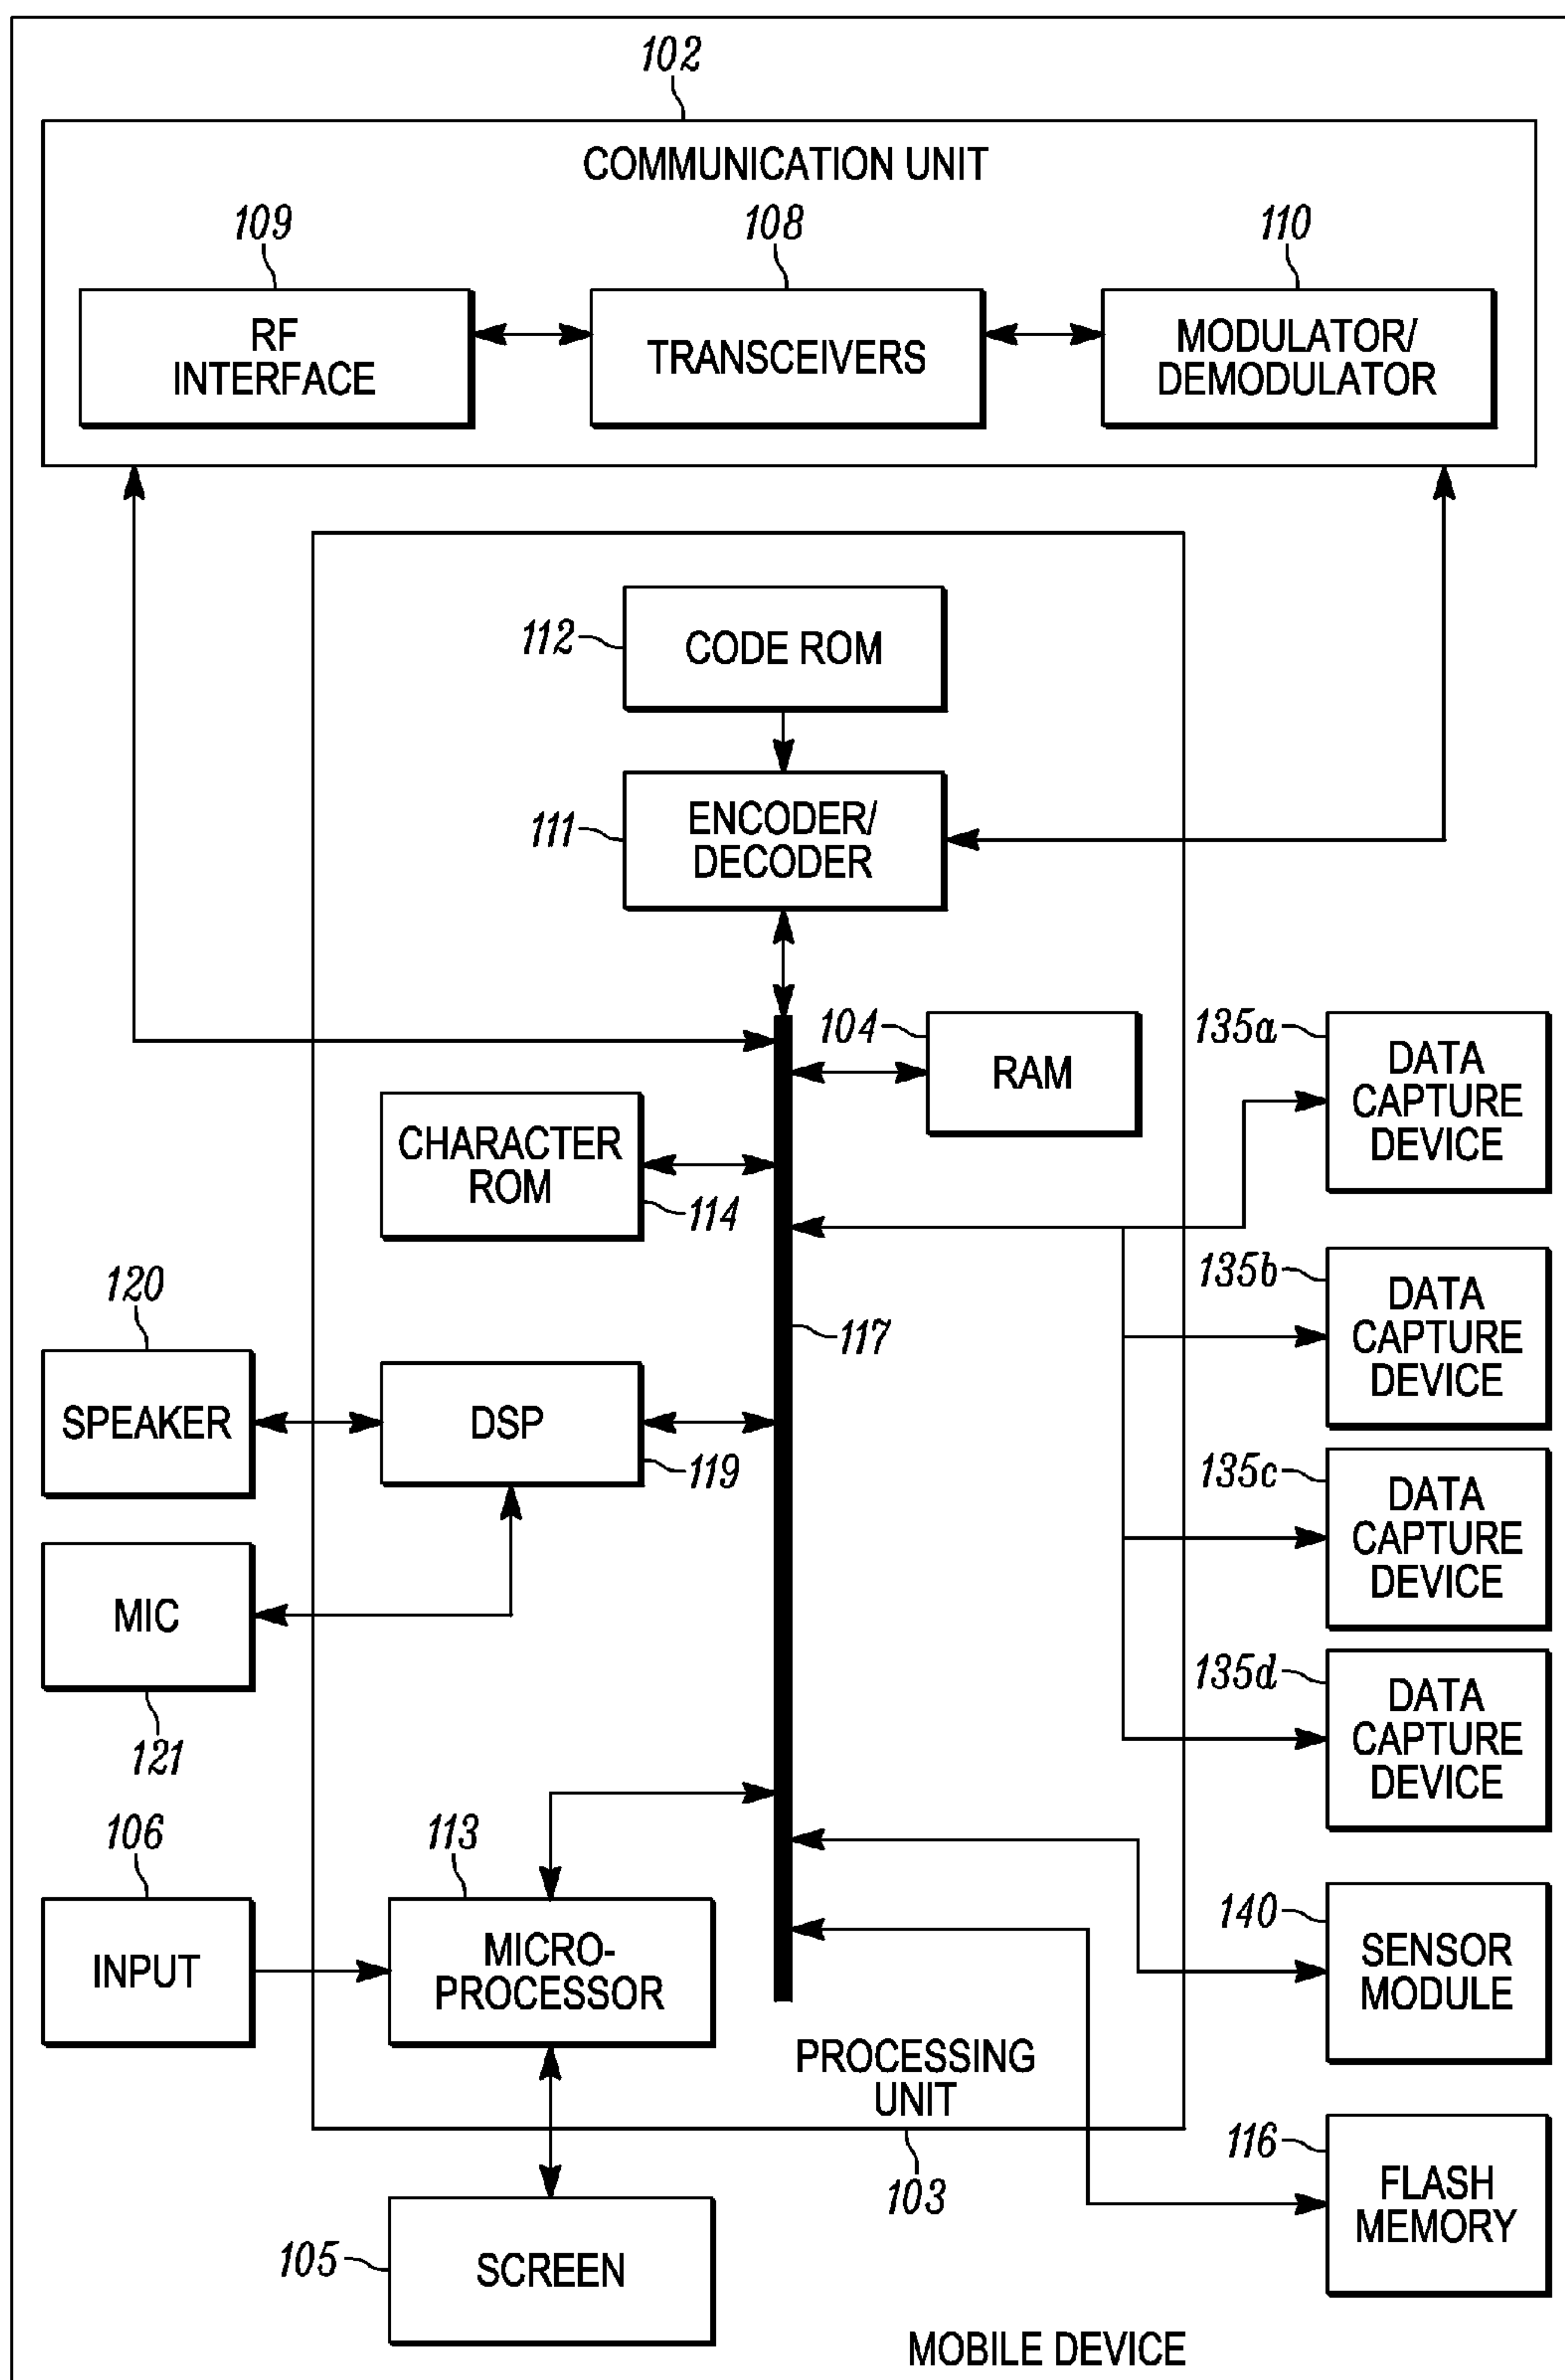 102
COMMUNICATION UNIT
109
108
110
RF
INTERFACE
TRANSCEIVERS
MODULATOR/
DEMODULATOR
112
CODE ROM
111
ENCODER/
DECODER
104
RAM
135a
DATA
CAPTURE
DEVICE
CHARACTER
ROM
114
135b
DATA
CAPTURE
DEVICE
117
120
SPEAKER
DSP
119
135c
DATA
CAPTURE
DEVICE
MIC
121
135d
DATA
CAPTURE
DEVICE
106
INPUT
113
MICRO-
PROCESSOR
140
SENSOR
MODULE
PROCESSING
UNIT
103
116
FLASH
MEMORY
105
SCREEN
MOBILE DEVICE